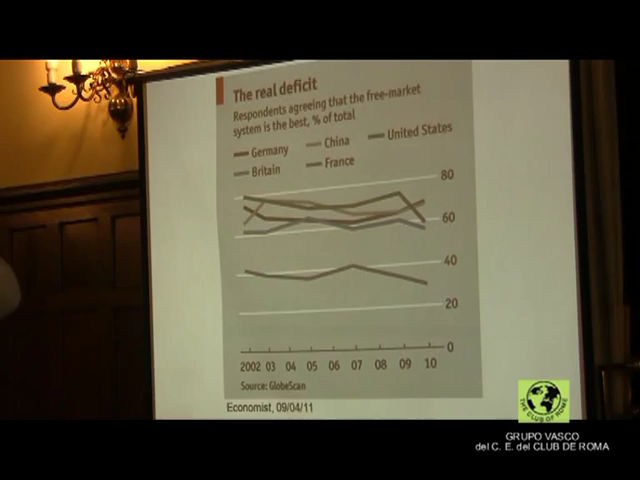 The real deficit
Respondents agreeing that the free-market
system is the best, % of total
Germany China United States
Britain France
80
60
40
20
0
2002 03 04 05 06 07 08 09 10
Source: GlobeScan
Economist, 09/04/11
THE CLUB OF ROME
GRUPO VASCO
del C. E. del CLUB DE ROMA